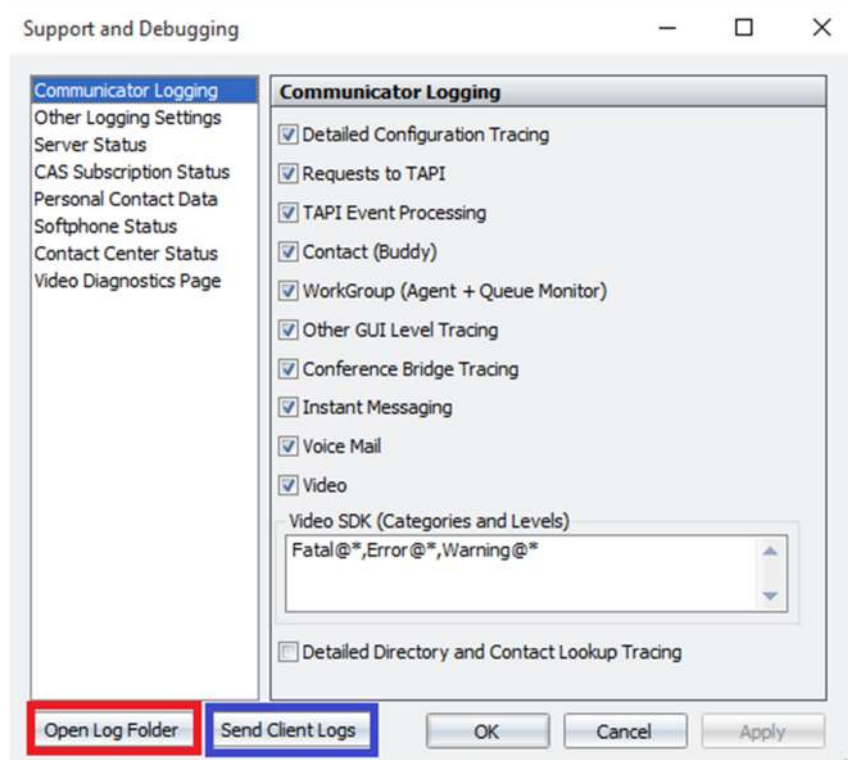 Support and Debugging
Communicator Logging
Other Logging Settings
Server Status
CAS Subscription Status
Personal Contact Data
Softphone Status
Contact Center Status
Video Diagnostics Page
Communicator Logging
Detailed Configuration Tracing
Requests to TAPI
TAPI Event Processing
Contact (Buddy)
WorkGroup (Agent + Queue Monitor)
Other GUI Level Tracing
Conference Bridge Tracing
Instant Messaging
Voice Mail
Video
Video SDK (Categories and Levels)
Fatal@*,Error@*,Warning@*
Detailed Directory and Contact Lookup Tracing
Open Log Folder Send Client Logs OK Cancel Apply